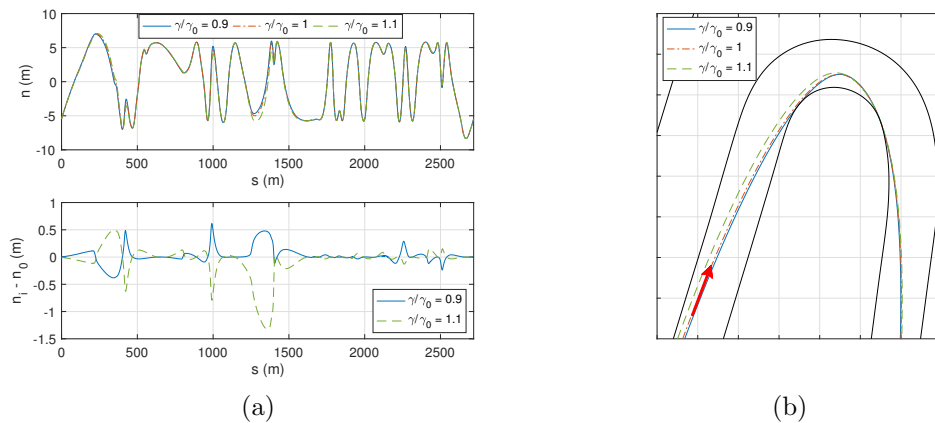 γ/γ₀ = 0.9 γ/γ₀ = 1 γ/γ₀ = 1.1
10
5
0
-5
-10
n (m)
0 500 1000 1500 2000 2500
s (m)
1
0.5
0
-0.5
-1
-1.5
nᵢ - n₀ (m)
γ/γ₀ = 0.9
γ/γ₀ = 1.1
0 500 1000 1500 2000 2500
s (m)
(a)
γ/γ₀ = 0.9
γ/γ₀ = 1
γ/γ₀ = 1.1
(b)